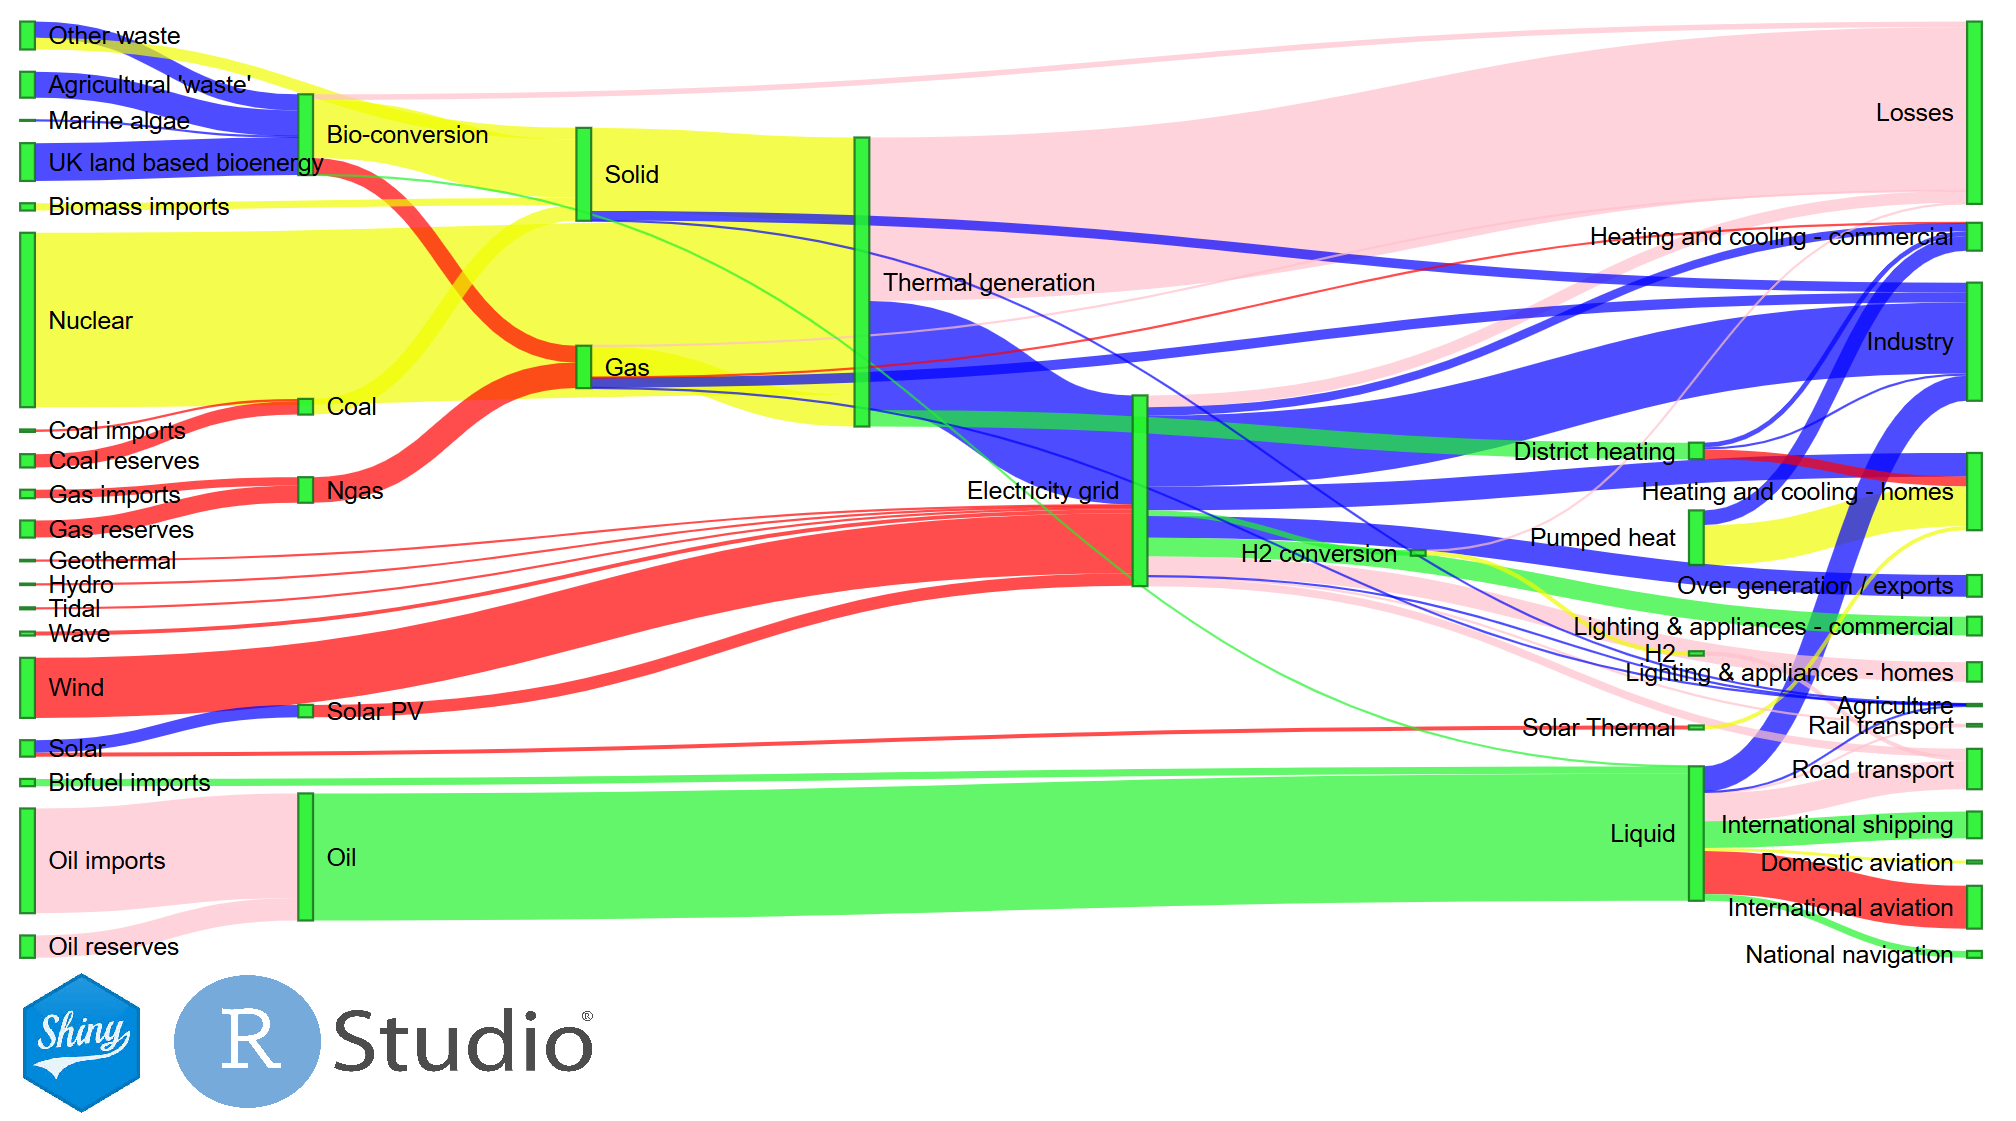 Other waste
Agricultural 'waste'
Marine algae
UK land based bioenergy
Biomass imports
Nuclear
Coal imports
Coal reserves
Gas imports
Gas reserves
Geothermal
Hydro
Tidal
Wave
Wind
Solar
Biofuel imports
Oil imports
Oil reserves
Bio-conversion
Coal
Ngas
Solar PV
Oil
Solid
Gas
Thermal generation
Electricity grid
H2 conversion
District heating
Pumped heat
H2
Solar Thermal
Liquid
Losses
Heating and cooling - commercial
Industry
Heating and cooling - homes
Over generation / exports
Lighting & appliances - commercial
Lighting & appliances - homes
Agriculture
Rail transport
Road transport
International shipping
Domestic aviation
International aviation
National navigation
Shiny
R Studio®